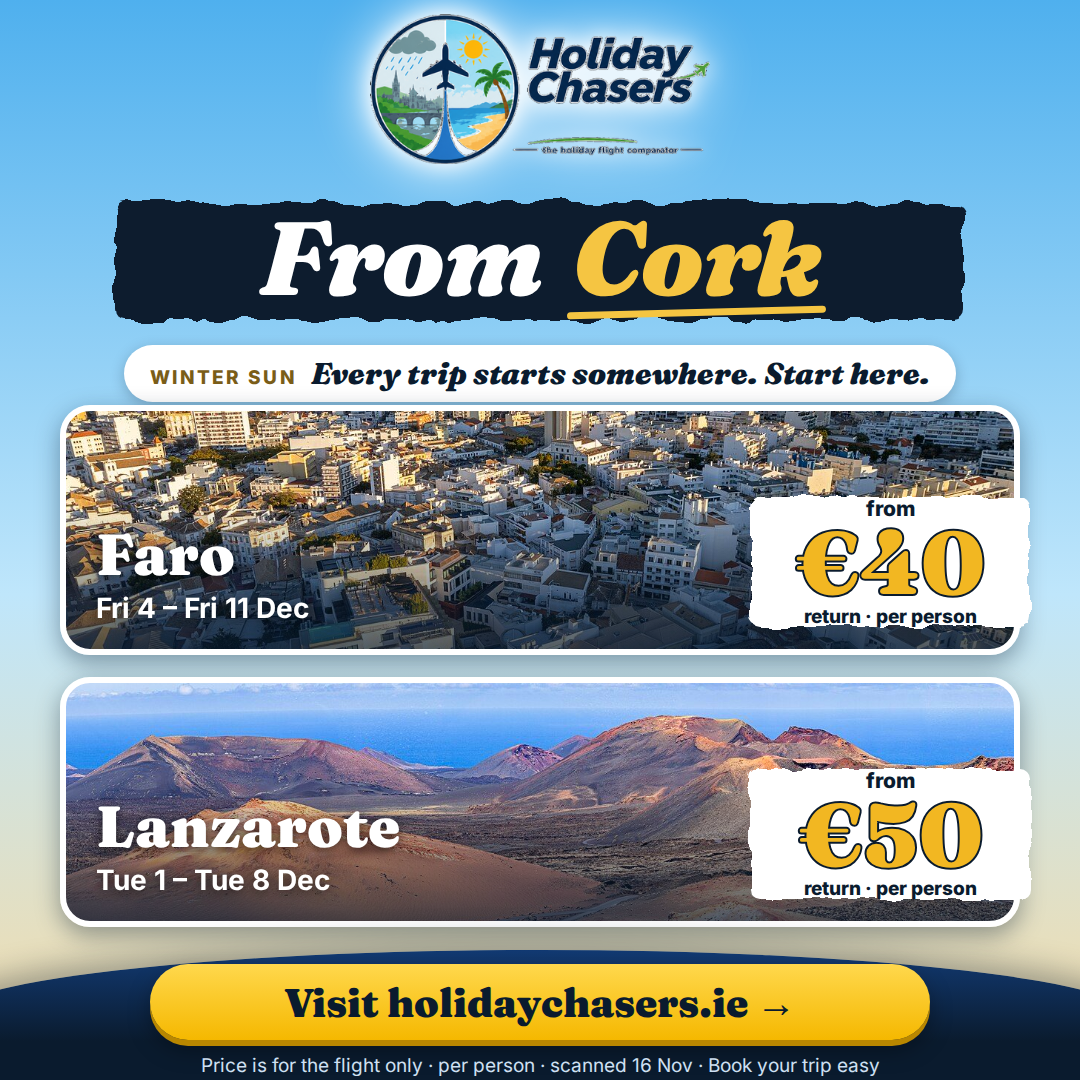 Holiday
Chasers
the holiday flight comparator
From Cork
WINTER SUN Every trip starts somewhere. Start here.
Faro
Fri 4 – Fri 11 Dec
from
€40
return · per person
Lanzarote
Tue 1 – Tue 8 Dec
from
€50
return · per person
Visit holidaychasers.ie →
Price is for the flight only · per person · scanned 16 Nov · Book your trip easy